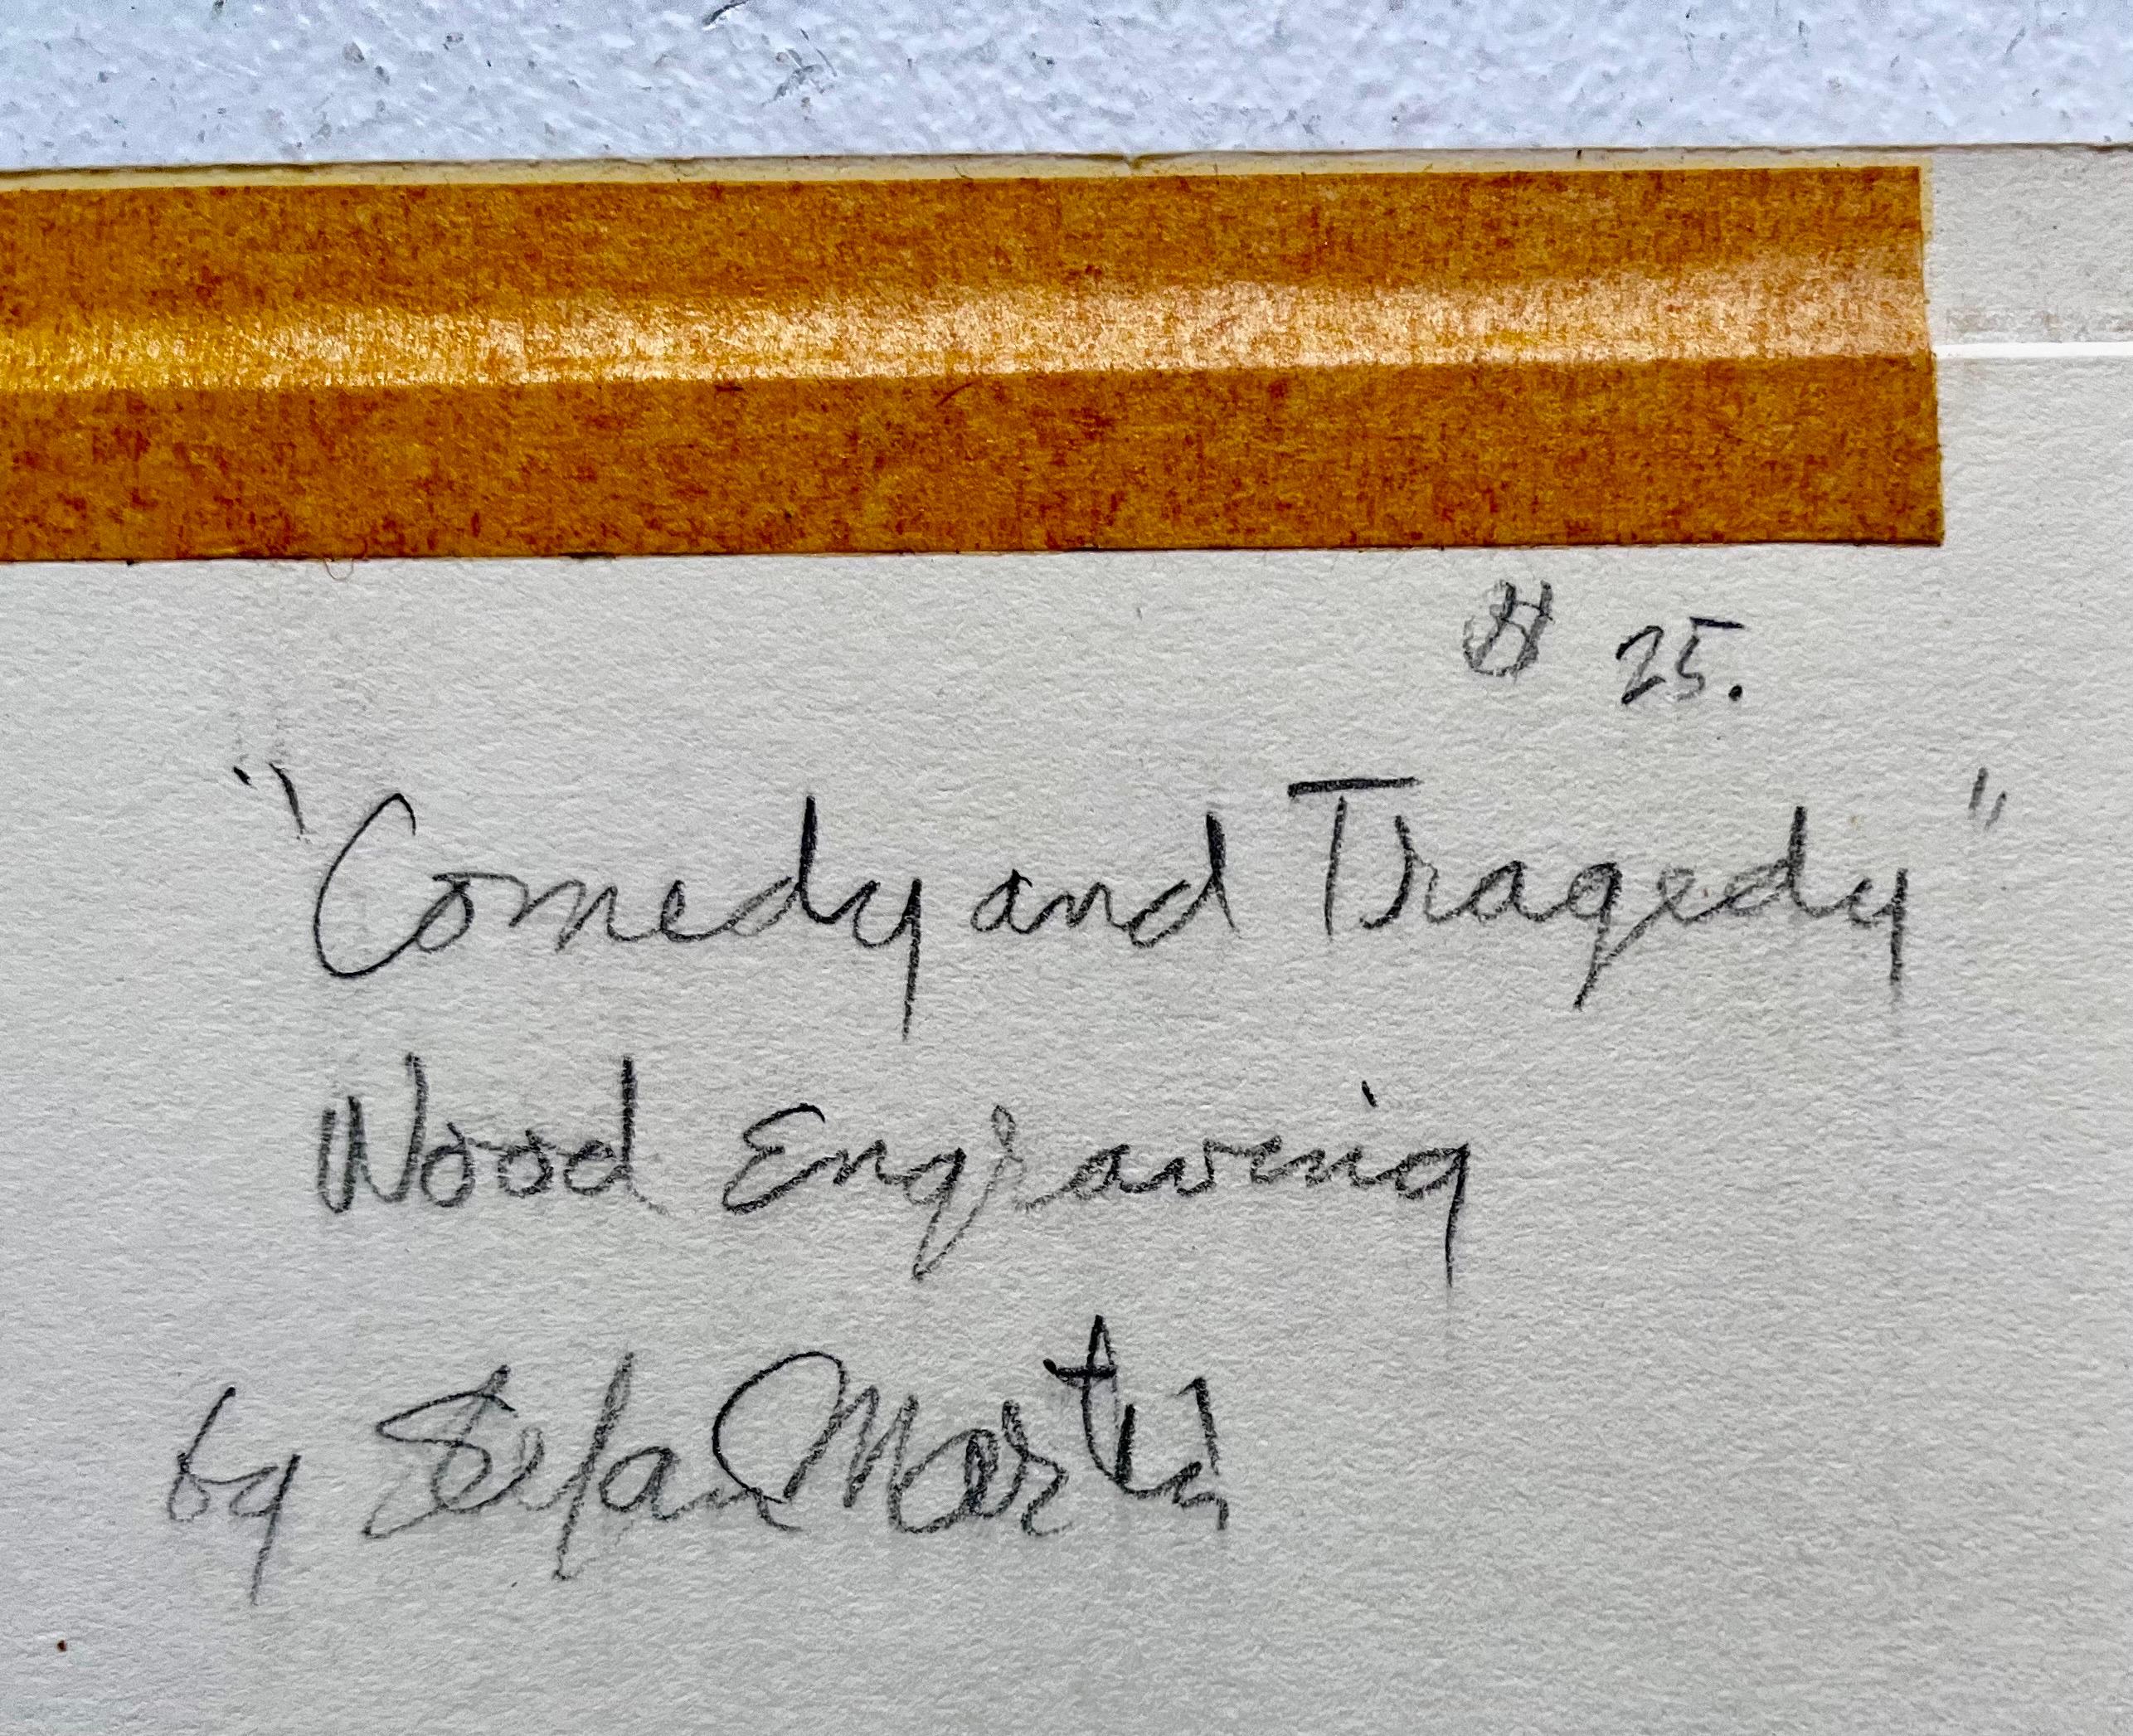 $ 25.
"Comedy and Tragedy"
Wood Engraving
by Stefan Martin